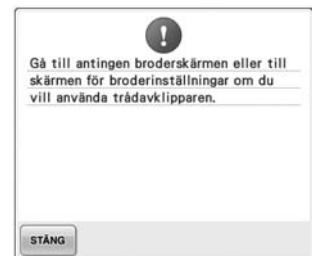 Gå till antingen broderskärmen eller till
skärmen för broderinställningar om du
vill använda trådavklipparen.
STÄNG